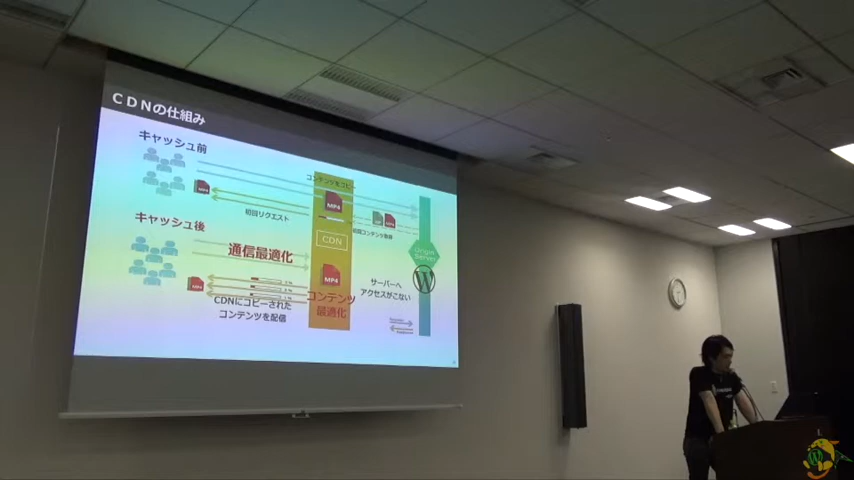 CDNの仕組み
キャッシュ前
コンテンツをコピー
MP4
MP4
MP4
初回リクエスト
初回コンテンツ取得
キャッシュ後
CDN
Origin
Server
通信最適化
MP4
MP4
サーバーへ
アクセスがこない
コンテンツ
最適化
CDNにコピーされた
コンテンツを配信